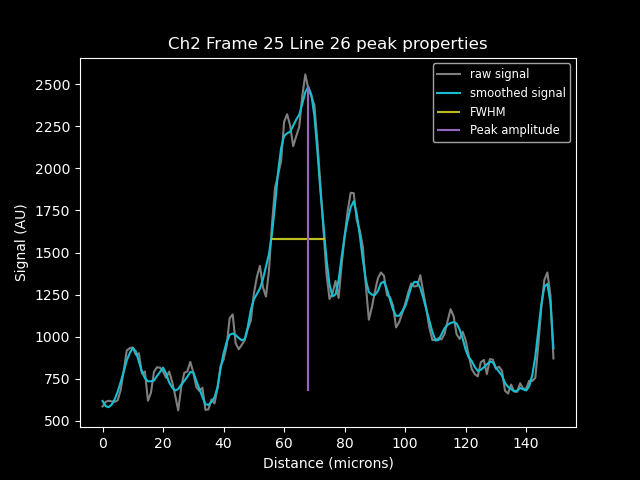 Ch2 Frame 25 Line 26 peak properties
raw signal
smoothed signal
FWHM
Peak amplitude
Signal (AU)
2500
2250
2000
1750
1500
1250
1000
750
500
0 20 40 60 80 100 120 140
Distance (microns)